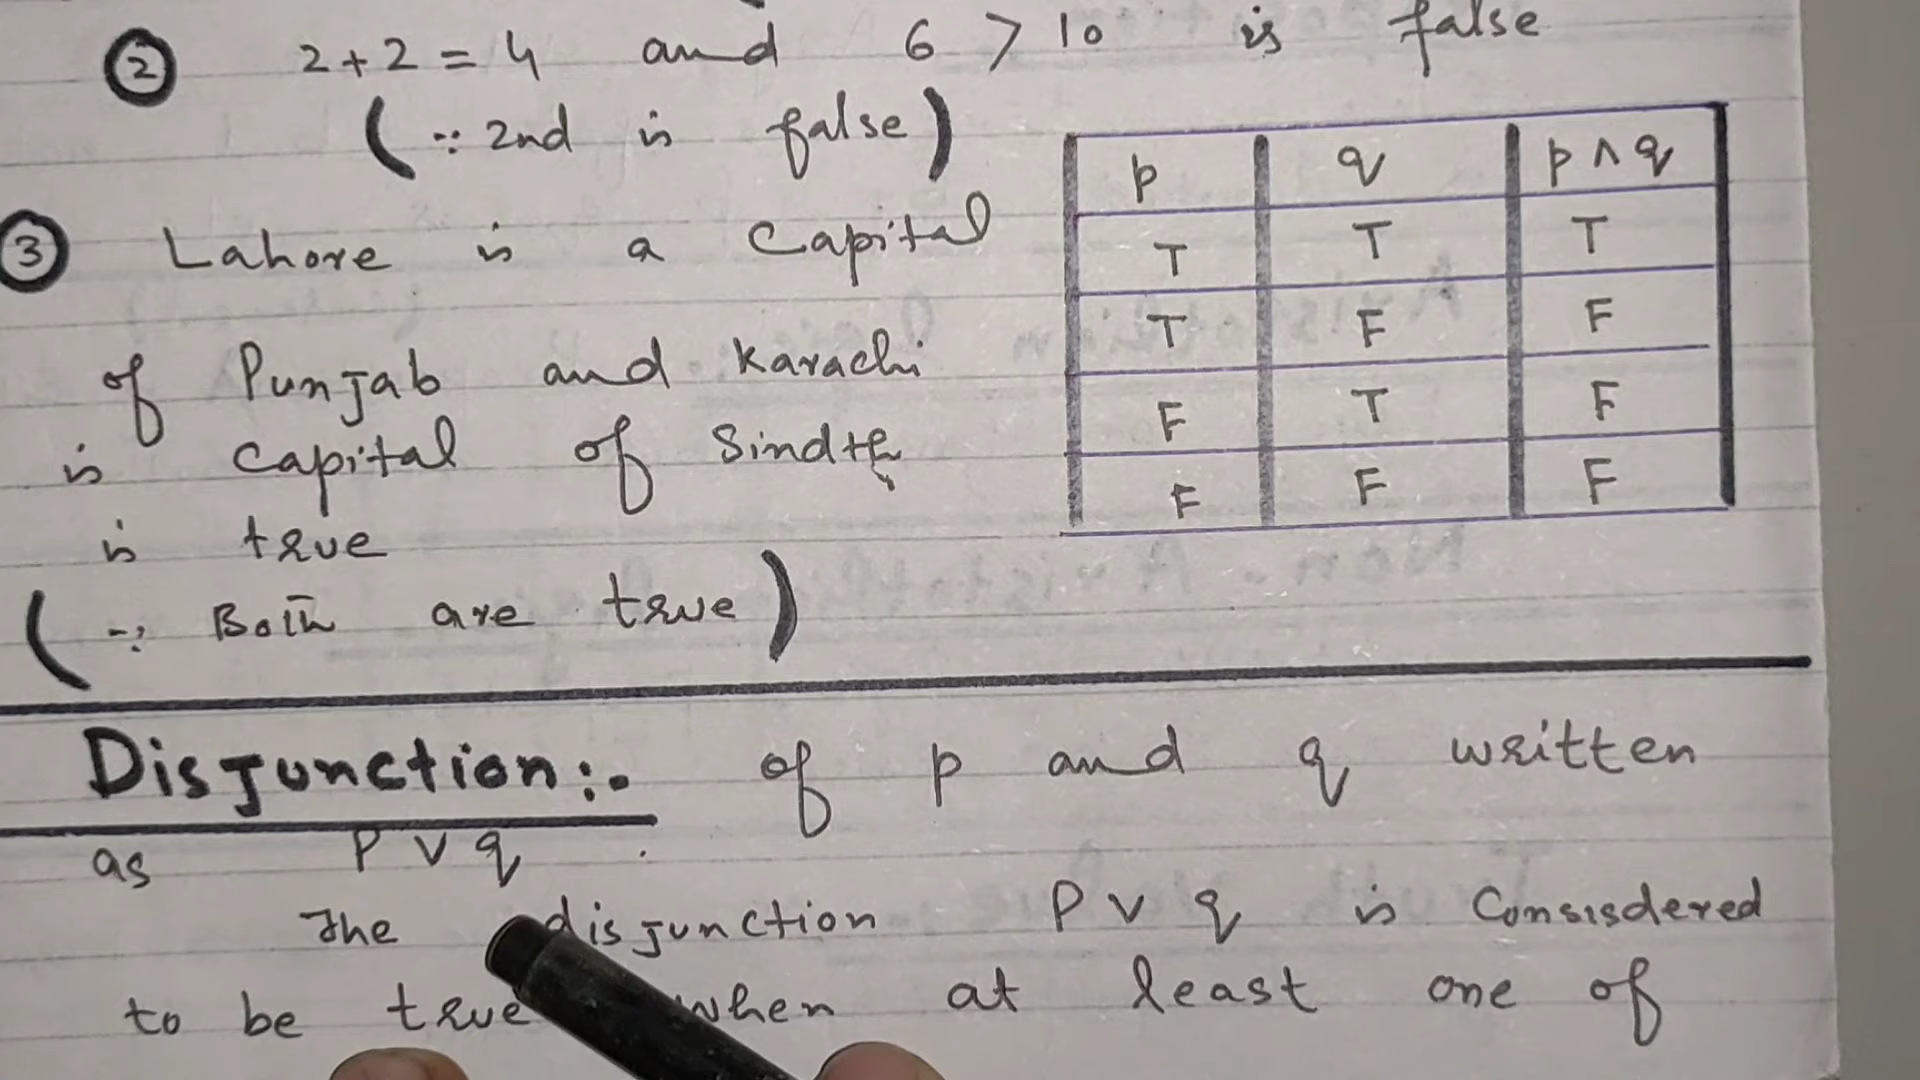 ② 2+2 = 4 and 6 > 10 is false
(∵ 2nd is false)
③ Lahore is a Capital
of Punjab and Karachi
is Capital of Sindth
is true
(∵ Both are true)
p q p ∧ q
T T T
T F F
F T F
F F F
Disjunction:. of p and q written
as P ∨ q .
The disjunction P ∨ q is Consisdered
to be true when at least one of